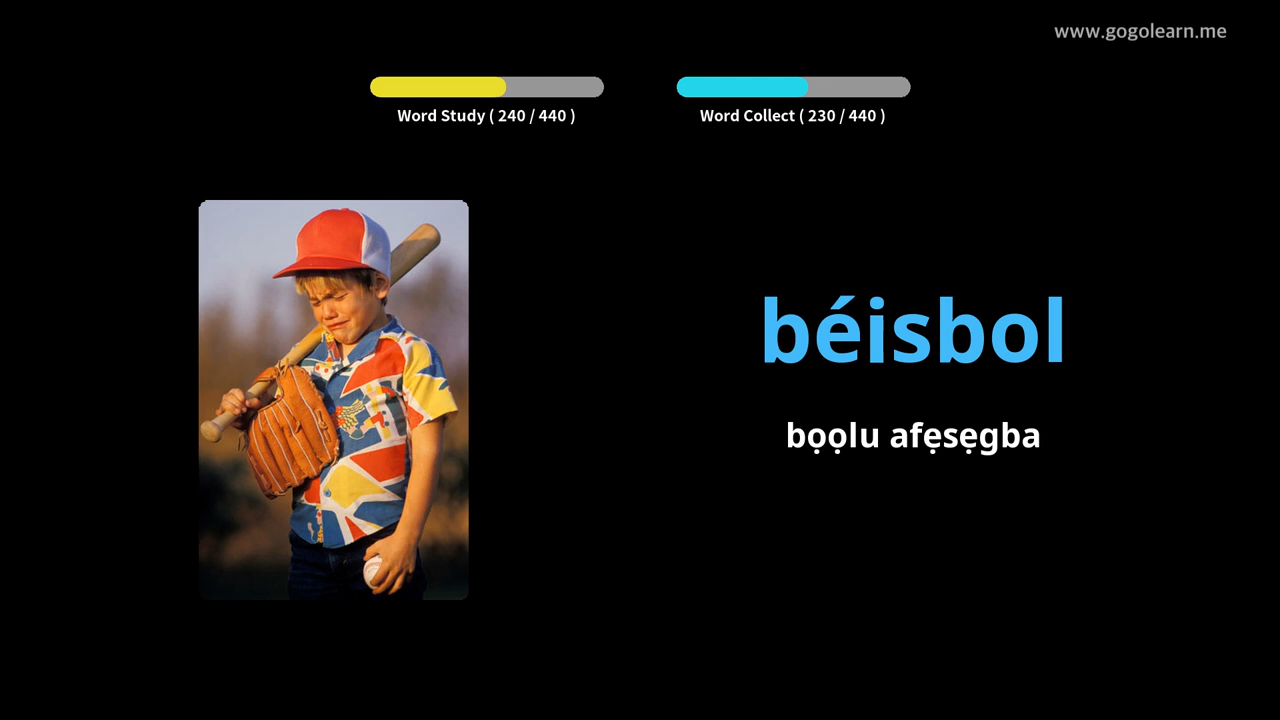 www.gogolearn.me
Word Study ( 240 / 440 )
Word Collect ( 230 / 440 )
béisbol
bọọlu afẹsẹgba